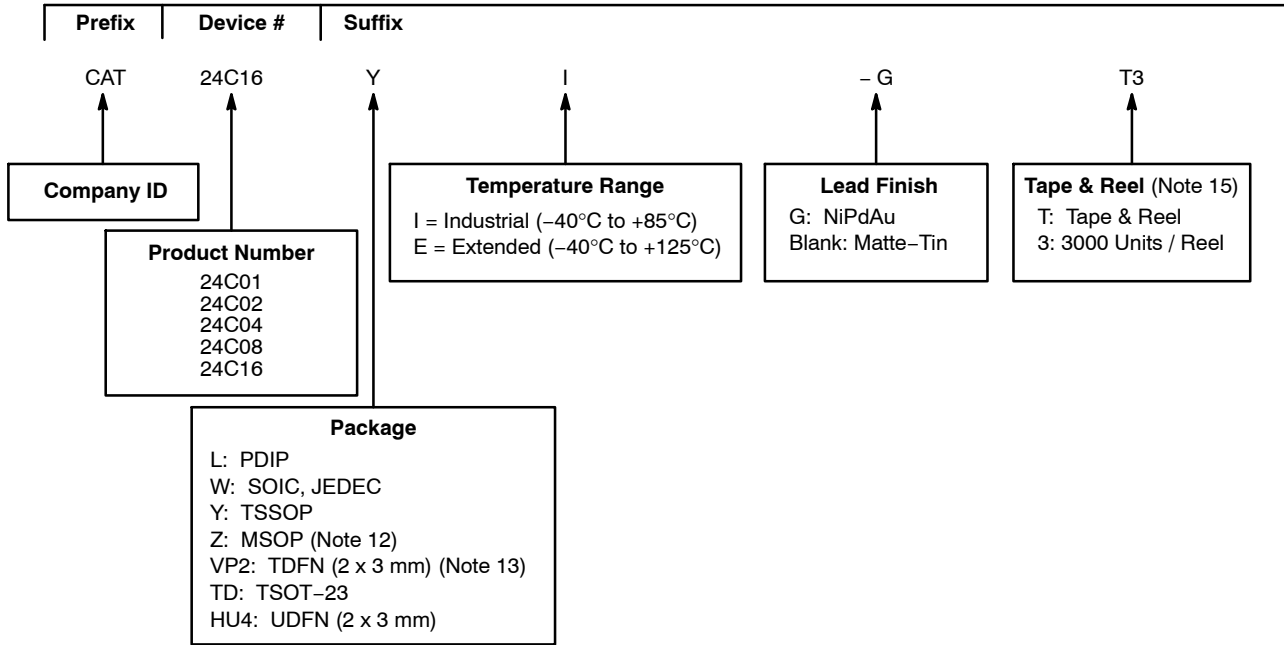 Prefix Device # Suffix
CAT 24C16 Y I – G T3
Company ID
Product Number
24C01
24C02
24C04
24C08
24C16
Package
L: PDIP
W: SOIC, JEDEC
Y: TSSOP
Z: MSOP (Note 12)
VP2: TDFN (2 x 3 mm) (Note 13)
TD: TSOT−23
HU4: UDFN (2 x 3 mm)
Temperature Range
I = Industrial (−40°C to +85°C)
E = Extended (−40°C to +125°C)
Lead Finish
G: NiPdAu
Blank: Matte−Tin
Tape & Reel (Note 15)
T: Tape & Reel
3: 3000 Units / Reel